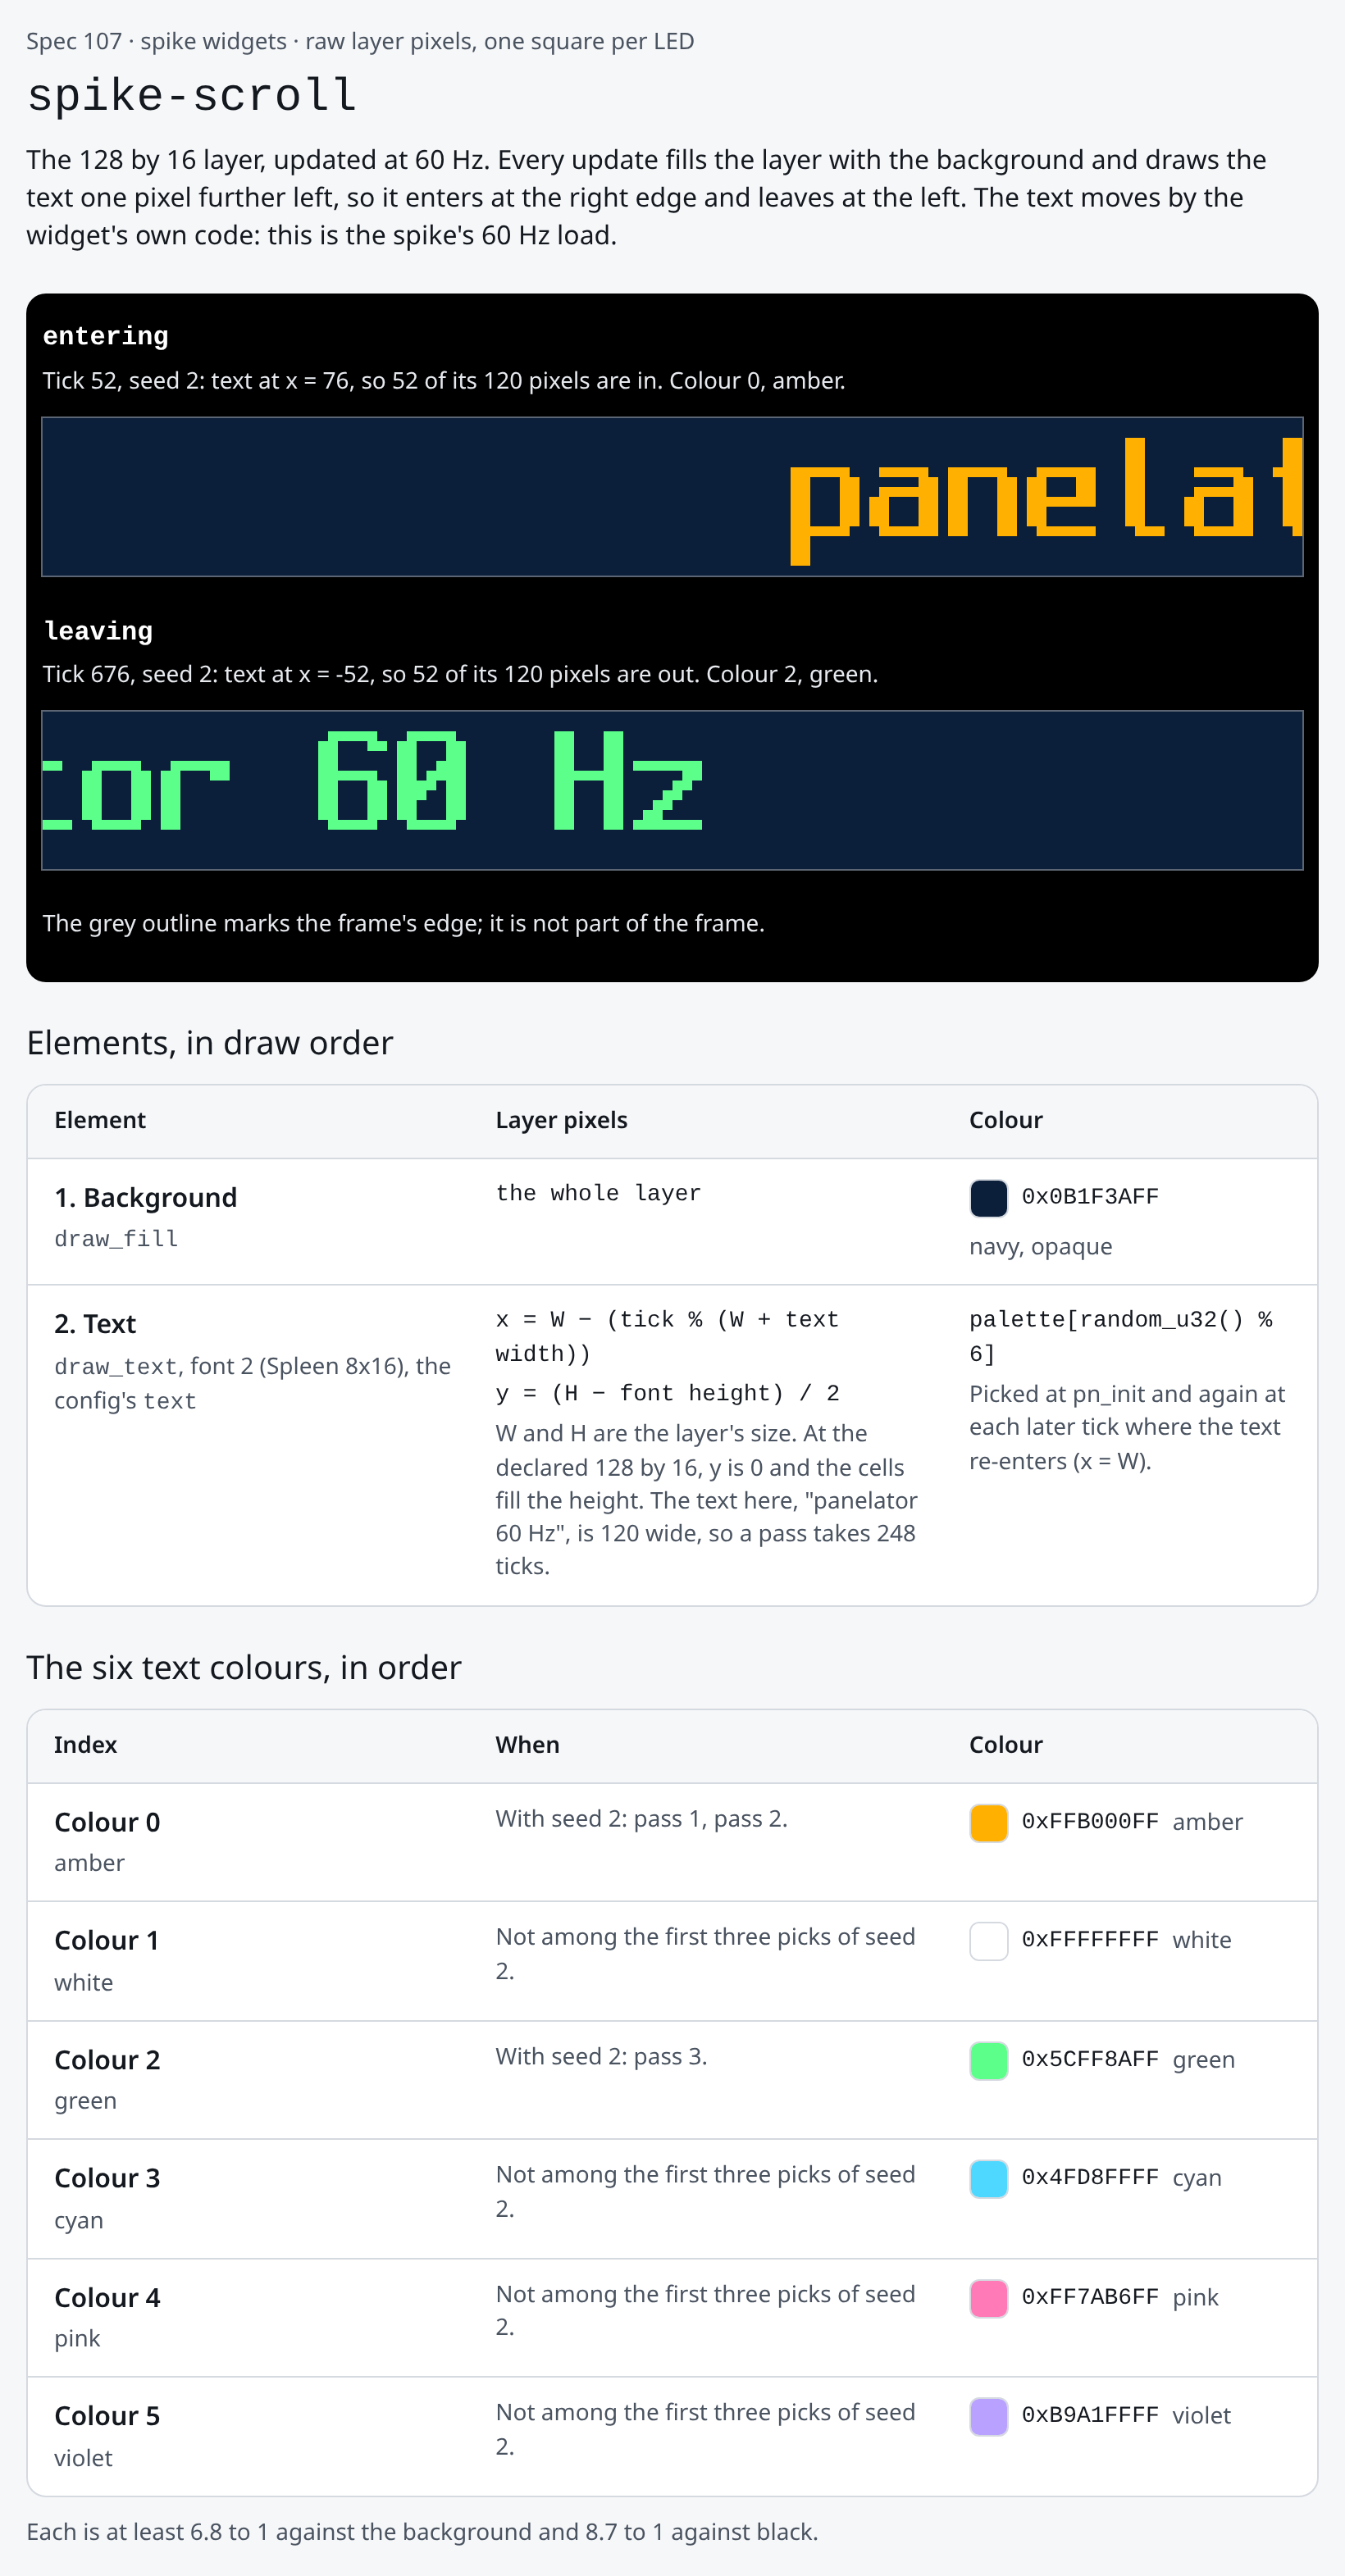 Spec 107 · spike widgets · raw layer pixels, one square per LED
spike-scroll
The 128 by 16 layer, updated at 60 Hz. Every update fills the layer with the background and draws the
text one pixel further left, so it enters at the right edge and leaves at the left. The text moves by the
widget's own code: this is the spike's 60 Hz load.
entering
Tick 52, seed 2: text at x = 76, so 52 of its 120 pixels are in. Colour 0, amber.
panelat
leaving
Tick 676, seed 2: text at x = -52, so 52 of its 120 pixels are out. Colour 2, green.
tor 60 Hz
The grey outline marks the frame's edge; it is not part of the frame.
Elements, in draw order
Element Layer pixels Colour
1. Background the whole layer 0x0B1F3AFF
draw_fill navy, opaque
2. Text x = W − (tick % (W + text palette[random_u32() %
width)) 6]
draw_text, font 2 (Spleen 8x16), the y = (H − font height) / 2 Picked at pn_init and again at
config's text W and H are the layer's size. At the each later tick where the text
declared 128 by 16, y is 0 and the cells re-enters (x = W).
fill the height. The text here, "panelator
60 Hz", is 120 wide, so a pass takes 248
ticks.
The six text colours, in order
Index When Colour
Colour 0 With seed 2: pass 1, pass 2. 0xFFB000FF amber
amber
Colour 1 Not among the first three picks of seed 0xFFFFFFFF white
white 2.
Colour 2 With seed 2: pass 3. 0x5CFF8AFF green
green
Colour 3 Not among the first three picks of seed 0x4FD8FFFF cyan
cyan 2.
Colour 4 Not among the first three picks of seed 0xFF7AB6FF pink
pink 2.
Colour 5 Not among the first three picks of seed 0xB9A1FFFF violet
violet 2.
Each is at least 6.8 to 1 against the background and 8.7 to 1 against black.